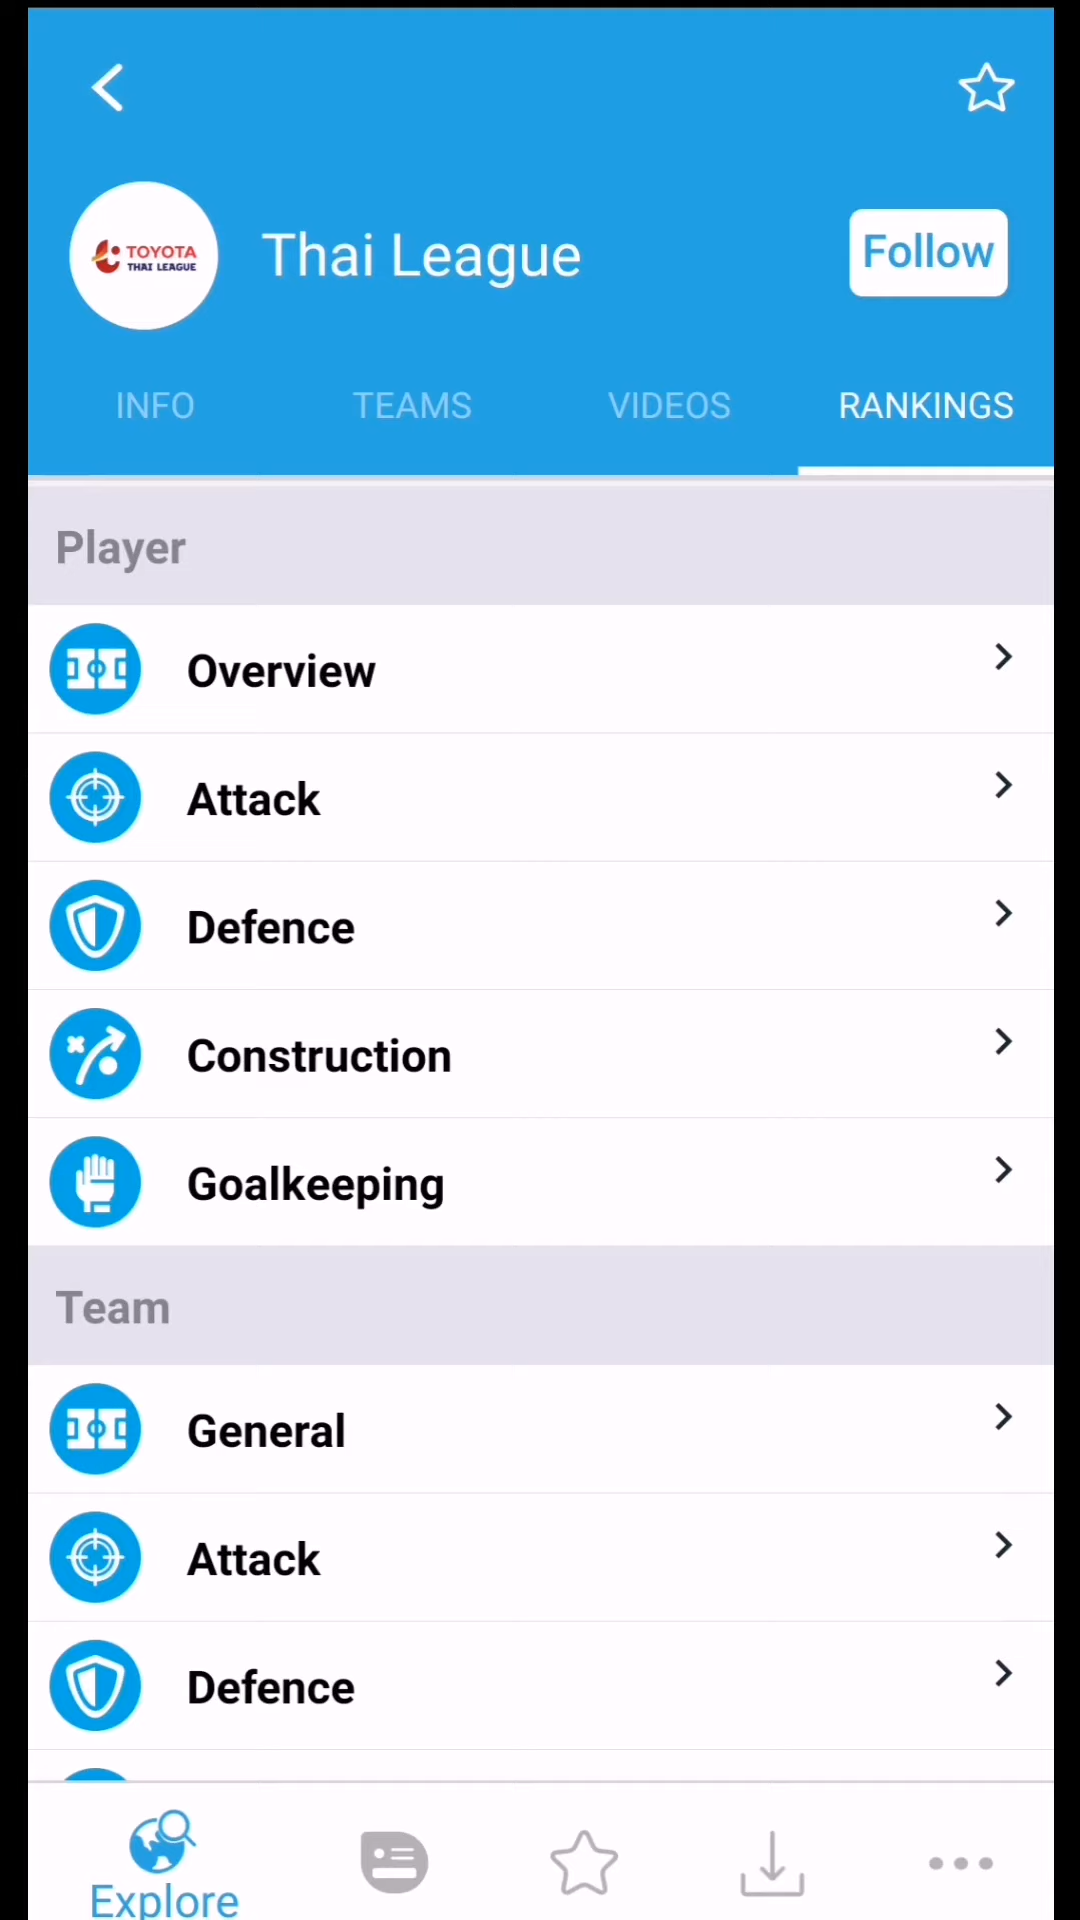 TOYOTA
THAI LEAGUE
Thai League
Follow
INFO TEAMS VIDEOS RANKINGS
Player
Overview
Attack
Defence
Construction
Goalkeeping
Team
General
Attack
Defence
Explore